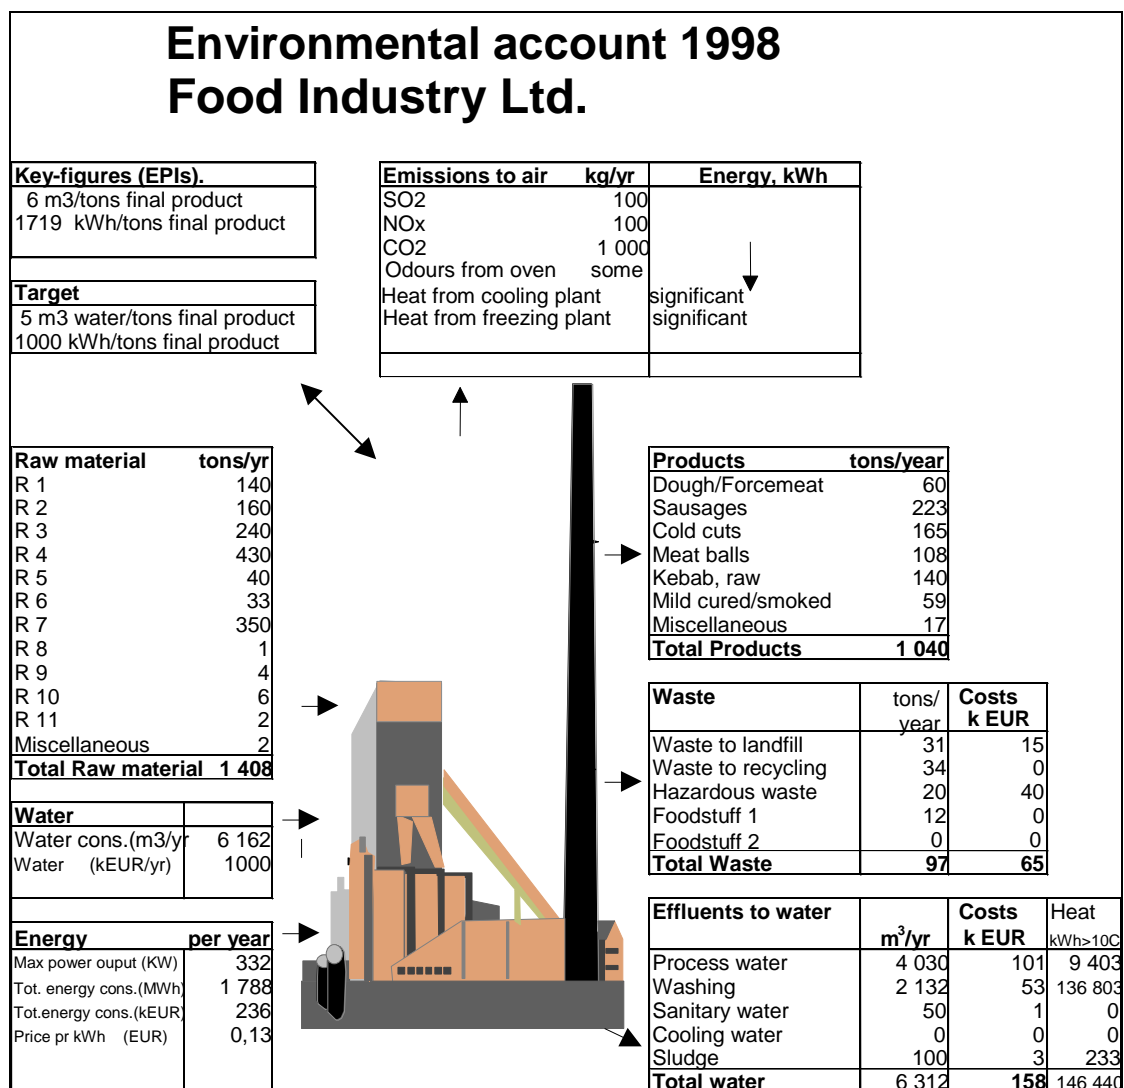 Environmental account 1998
Food Industry Ltd.
Key-figures (EPIs).
6 m3/tons final product
1719 kWh/tons final product
Target
5 m3 water/tons final product
1000 kWh/tons final product
Emissions to air kg/yr Energy, kWh
SO2 100
NOx 100
CO2 1 000
Odours from oven some
Heat from cooling plant significant
Heat from freezing plant significant
Raw material tons/yr
R 1 140
R 2 160
R 3 240
R 4 430
R 5 40
R 6 33
R 7 350
R 8 1
R 9 4
R 10 6
R 11 2
Miscellaneous 2
Total Raw material 1 408
Water
Water cons.(m3/yr 6 162
Water (kEUR/yr) 1000
Energy per year
Max power ouput (KW) 332
Tot. energy cons.(MWh) 1 788
Tot.energy cons.(kEUR) 236
Price pr kWh (EUR) 0,13
Products tons/year
Dough/Forcemeat 60
Sausages 223
Cold cuts 165
Meat balls 108
Kebab, raw 140
Mild cured/smoked 59
Miscellaneous 17
Total Products 1 040
Waste tons/ Costs
year k EUR
Waste to landfill 31 15
Waste to recycling 34 0
Hazardous waste 20 40
Foodstuff 1 12 0
Foodstuff 2 0 0
Total Waste 97 65
Effluents to water Costs Heat
m³/yr k EUR kWh>10C
Process water 4 030 101 9 403
Washing 2 132 53 136 803
Sanitary water 50 1 0
Cooling water 0 0 0
Sludge 100 3 233
Total water 6 312 158 146 440